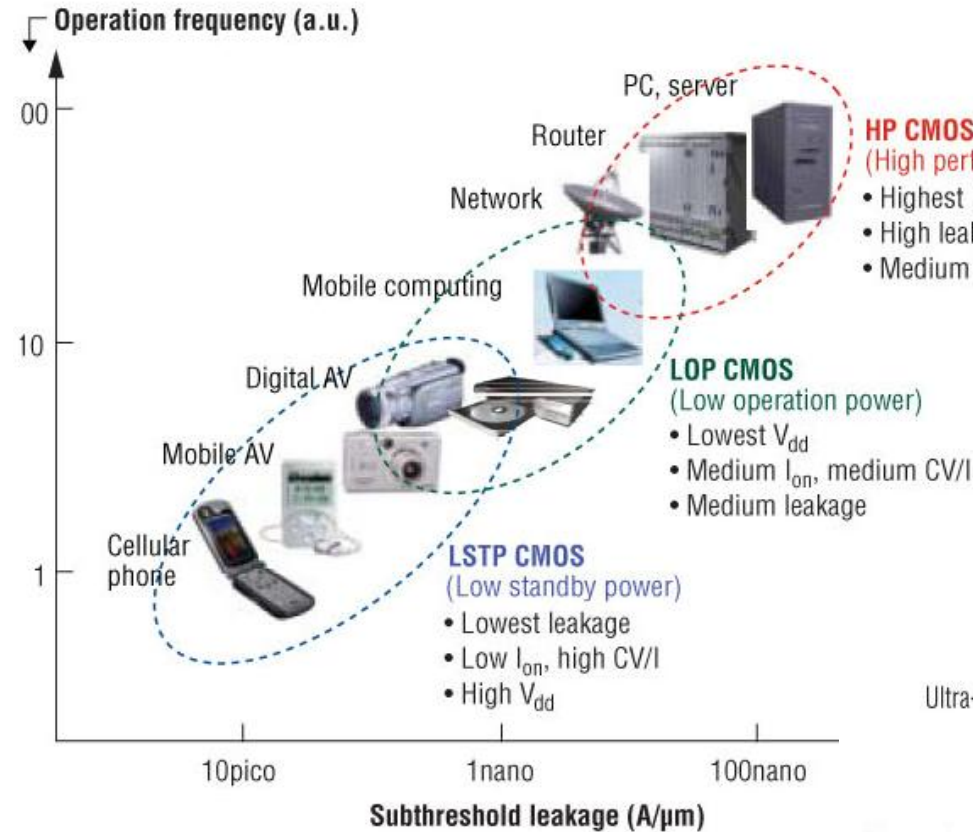 Operation frequency (a.u.)
00
10
1
PC, server
Router
Network
Mobile computing
Digital AV
Mobile AV
Cellular
phone
HP CMOS
(High perf
• Highest
• High leal
• Medium
LOP CMOS
(Low operation power)
• Lowest Vdd
• Medium Ion, medium CV/I
• Medium leakage
LSTP CMOS
(Low standby power)
• Lowest leakage
• Low Ion, high CV/I
• High Vdd
Ultra-
10pico 1nano 100nano
Subthreshold leakage (A/µm)